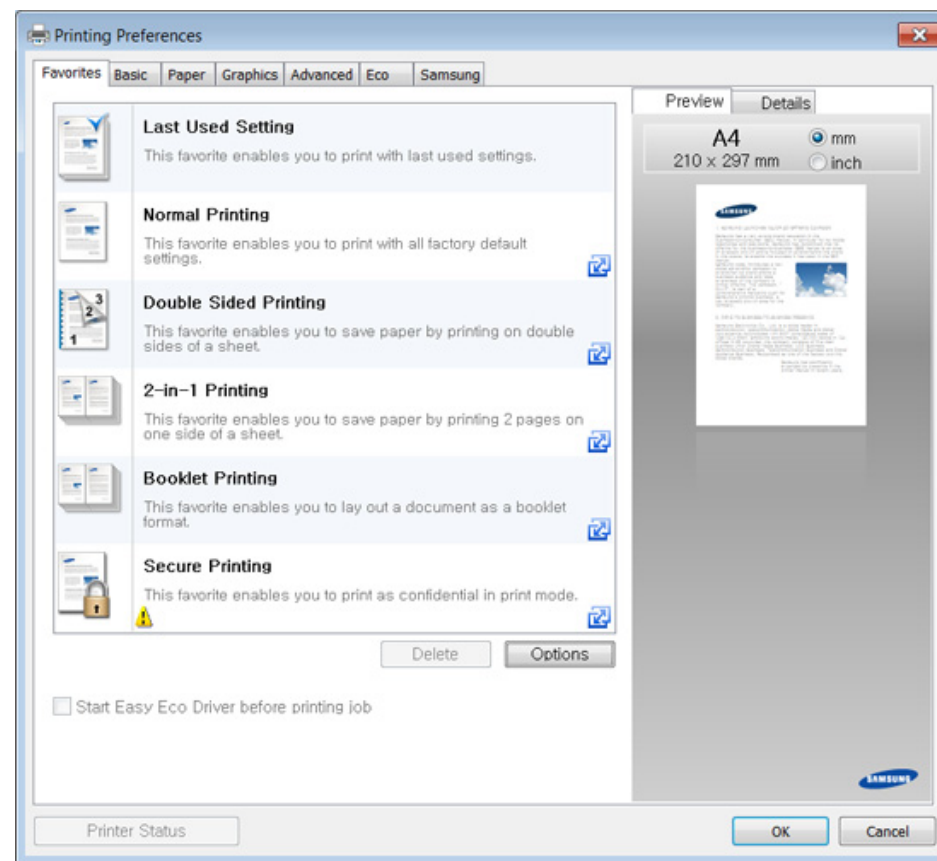 Printing Preferences
Favorites Basic Paper Graphics Advanced Eco Samsung
Last Used Setting
This favorite enables you to print with last used settings.
Normal Printing
This favorite enables you to print with all factory default
settings.
Double Sided Printing
This favorite enables you to save paper by printing on double
sides of a sheet.
2-in-1 Printing
This favorite enables you to save paper by printing 2 pages on
one side of a sheet.
Booklet Printing
This favorite enables you to lay out a document as a booklet
format.
Secure Printing
This favorite enables you to print as confidential in print mode.
Delete Options
Start Easy Eco Driver before printing job
Preview Details
A4 mm
210 x 297 mm inch
SAMSUNG
SAMSUNG
Printer Status OK Cancel
3
2
1